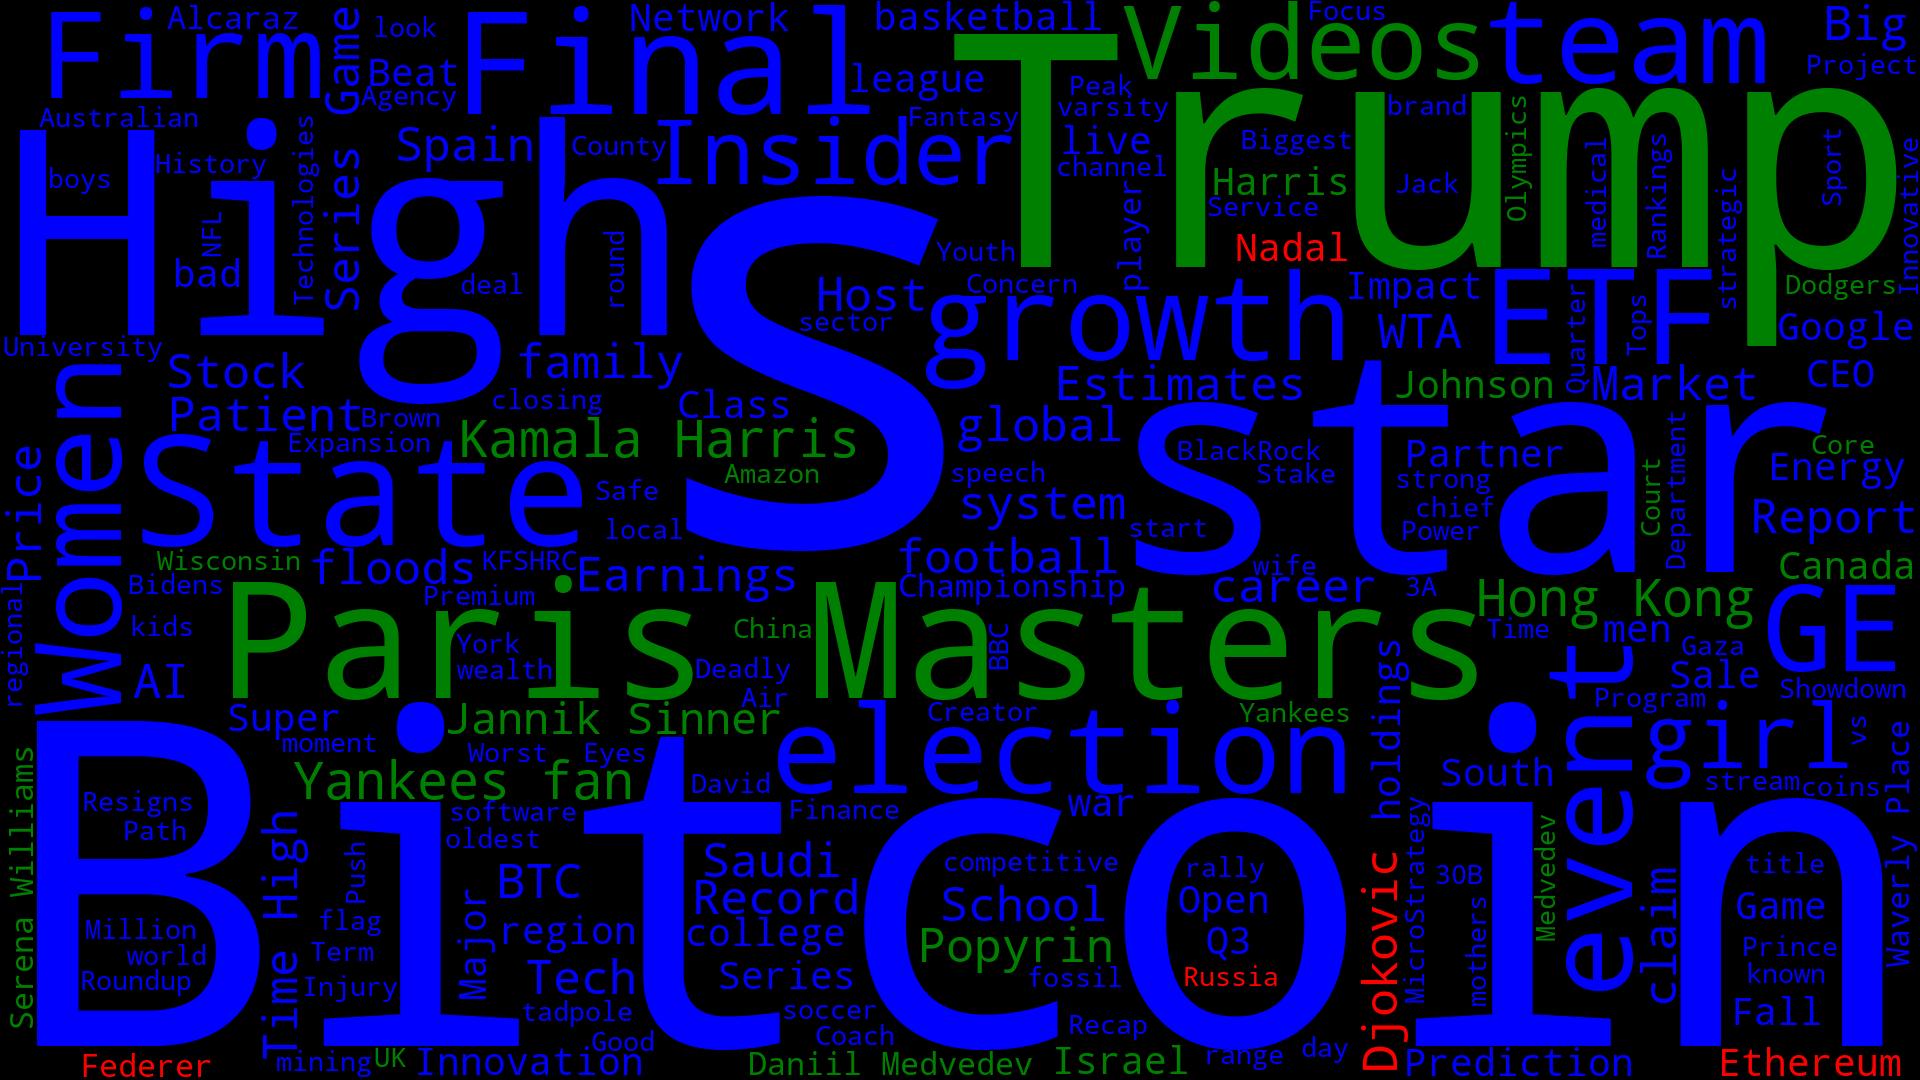 Firm
Alcaraz
Game
look
Beat
Agency
Final
Network
basketball
league
Trump
Videos
Focus
team
Big
Project
Australian
High
boys
History
NFL
bad
Technologies
Series
Spain
deal
round
County
Insider
Fantasy
Peak
varsity
live
channel
Biggest
Harris
Service
Nadal
brand
Jack
Olympics
medical
Rankings
strategic
Sport
Innovative
Dodgers
S
Host
sector
Youth
Concern
player
growth
Impact
WTA
ETF
Quarter
Tops
Google
University
Stock
Patient
Brown
Expansion
family
closing
Class
Kamala Harris
Amazon
Estimates
Johnson
Market
CEO
Women
Price
State
Safe
local
global
speech
system
star
BlackRock
Stake
start
Partner
strong
chief
Power
Court
Department
Core
Energy
Report
Canada
Wisconsin
floods
KFSHRC
Earnings
football
Championship
career
wife
3A
regional
Bidens
kids
AI
Premium
Paris Masters
York
wealth
China
Deadly
Air
BBC
Hong Kong
Time
men
Gaza
GE
Sale
Program
Showdown
Super
moment
Jannik Sinner
Worst
Eyes
Yankees fan
David
election
Creator
Yankees
holdings
event
girl
vs
South
stream
coins
Place
Serena Williams
Bitcoin
Resigns
Path
Million
world
Roundup
Time High
Push
flag
Term
Injury
software
oldest
BTC
Major
region
Tech
tadpole
Good
Finance
war
Saudi
Record
college
Series
soccer
Coach
competitive
School
Popyrin
fossil
Recap
rally
Open
Q3
Russia
Djokovic
MicroStrategy
30B
mothers
Medvedev
claim
title
Game
Prince
known
Fall
Waverly
Federer
mining
UK
Innovation
Daniil Medvedev
Israel
range
day
Prediction
Ethereum